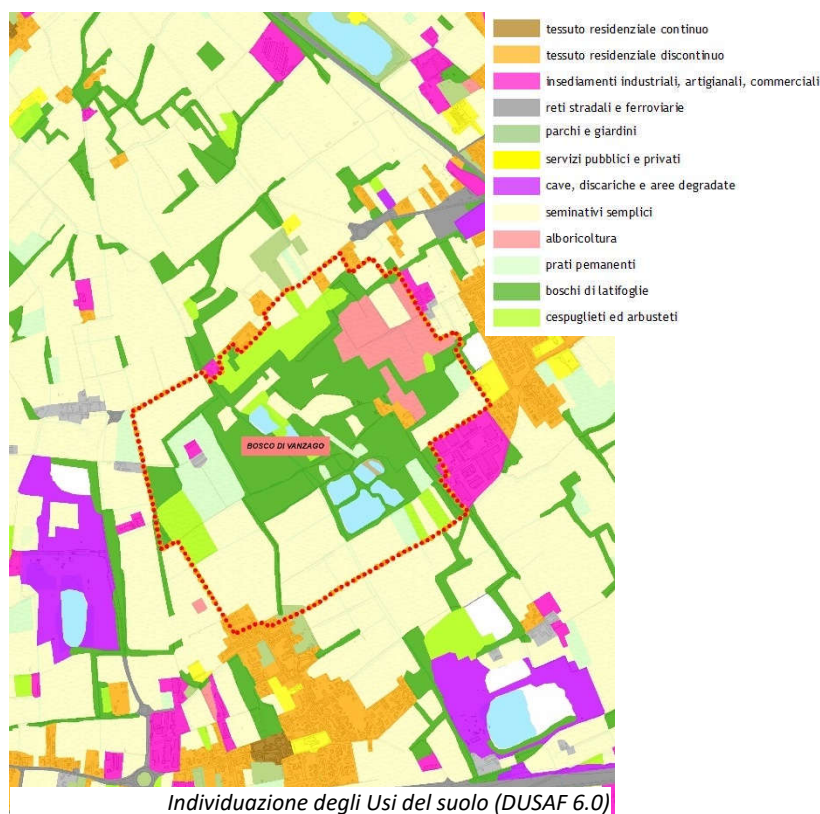 tessuto residenziale continuo
tessuto residenziale discontinuo
insediamenti industriali, artigianali, commerciali
reti stradali e ferroviarie
parchi e giardini
servizi pubblici e privati
cave, discariche e aree degradate
seminativi semplici
alboricoltura
prati pemanenti
boschi di latifoglie
cespuglieti ed arbusteti
BOSCO DI VANZAGO
Individuazione degli Usi del suolo (DUSAF 6.0)